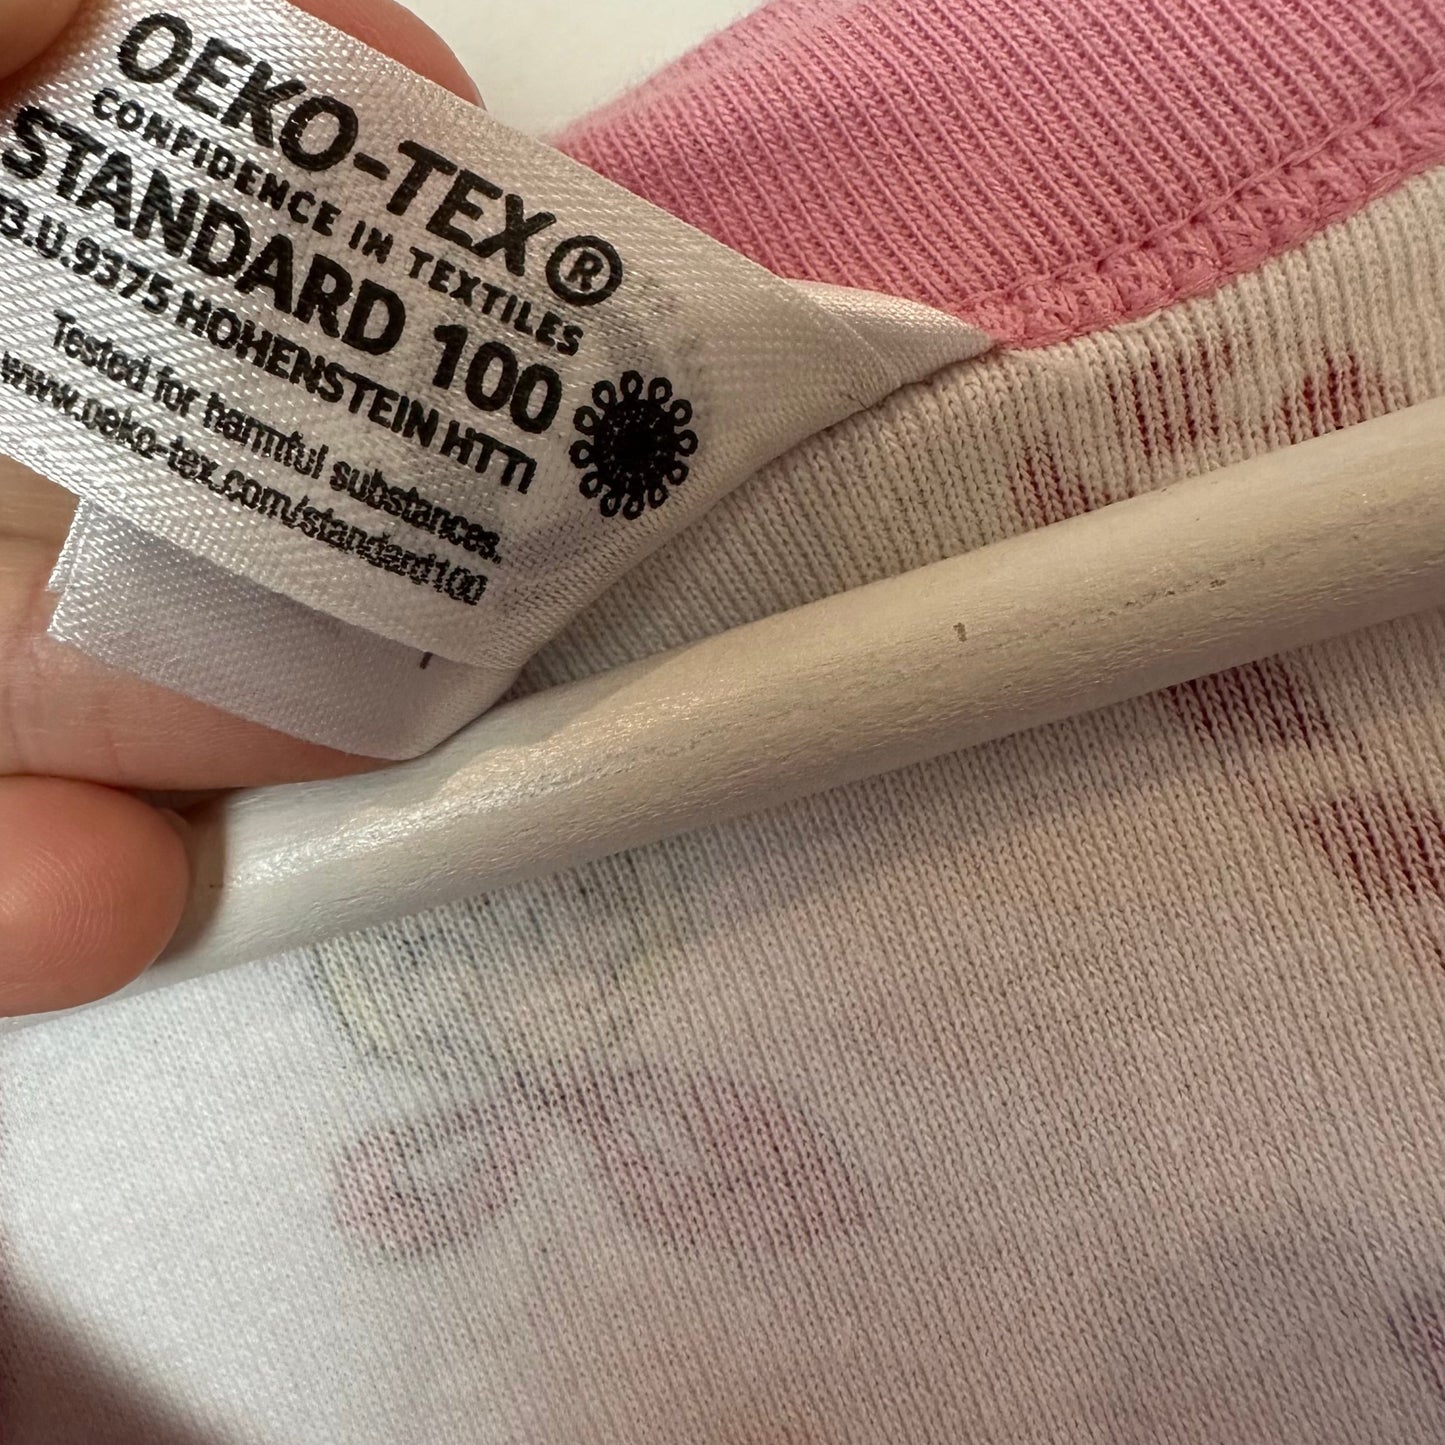 OEKO-TEX®
CONFIDENCE IN TEXTILES
STANDARD 100
B.U.9375 HOHENSTEIN HTTI
Tested for harmful substances.
www.oeko-tex.com/standard100